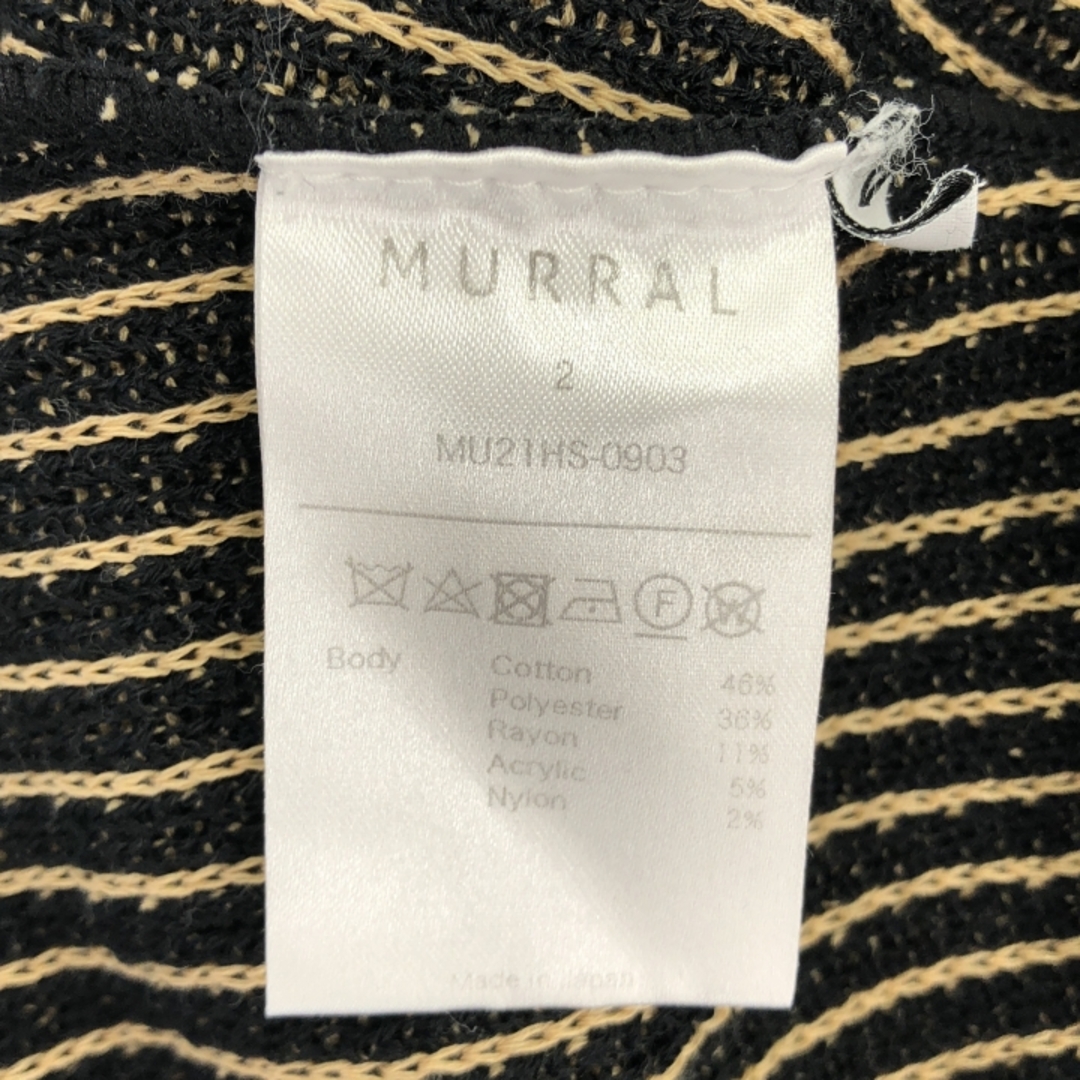 MURRAL
2
MU21HS-0903
F
W
Body Cotton 46%
Polyester 36%
Rayon 11%
Acrylic 5%
Nylon 2%
Made in Japan